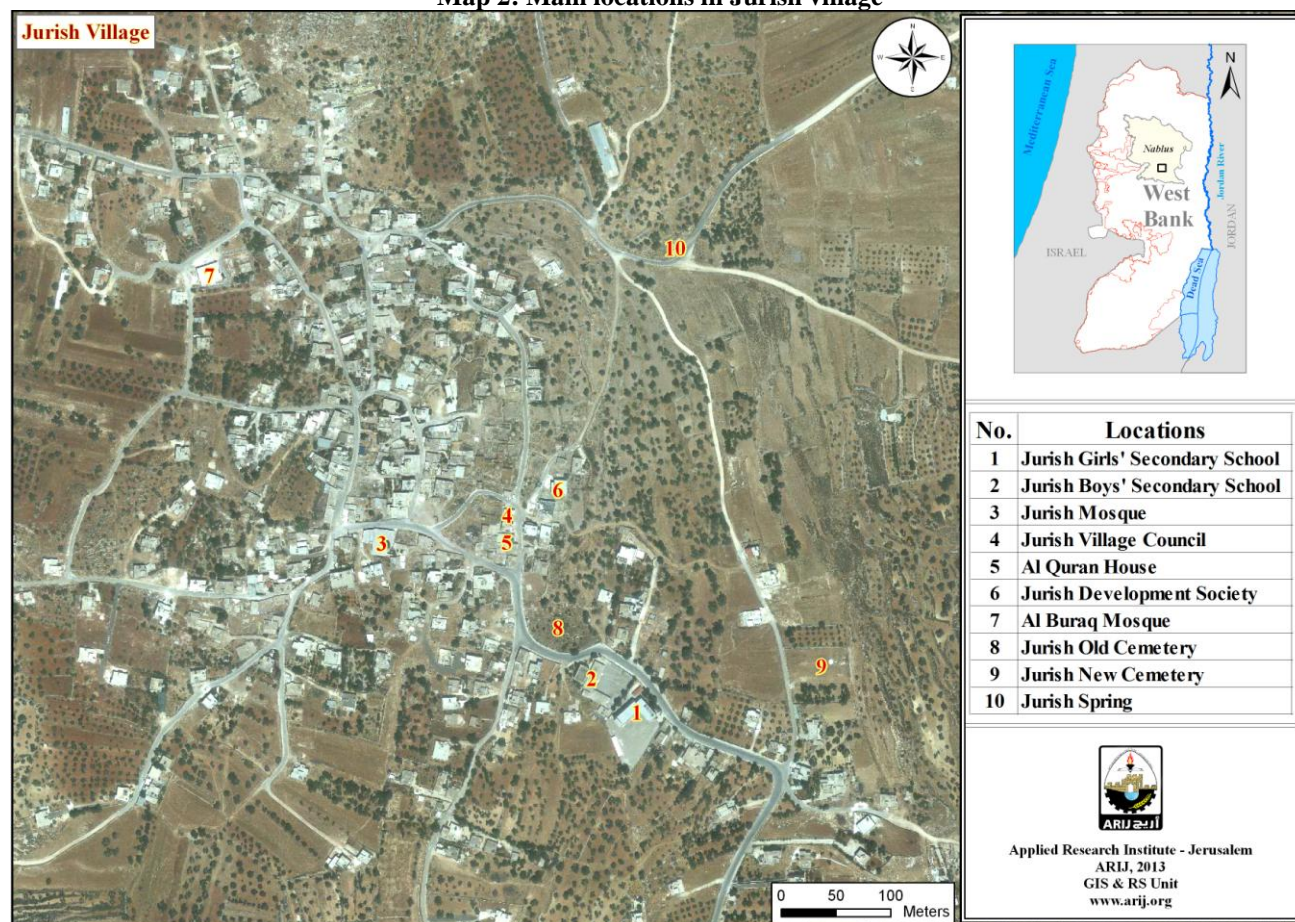 Map 2: Main locations in Jurish village
Jurish Village
N
W
E
S
10
7
6
4
5
3
8
9
2
1
0 50 100
Meters
N
Mediterranean Sea
Nablus
West
Bank
Jordan River
JORDAN
ISRAEL
Dead Sea
No. Locations
1 Jurish Girls' Secondary School
2 Jurish Boys' Secondary School
3 Jurish Mosque
4 Jurish Village Council
5 Al Quran House
6 Jurish Development Society
7 Al Buraq Mosque
8 Jurish Old Cemetery
9 Jurish New Cemetery
10 Jurish Spring
ARIJ أريج
Applied Research Institute - Jerusalem
ARIJ, 2013
GIS & RS Unit
www.arij.org